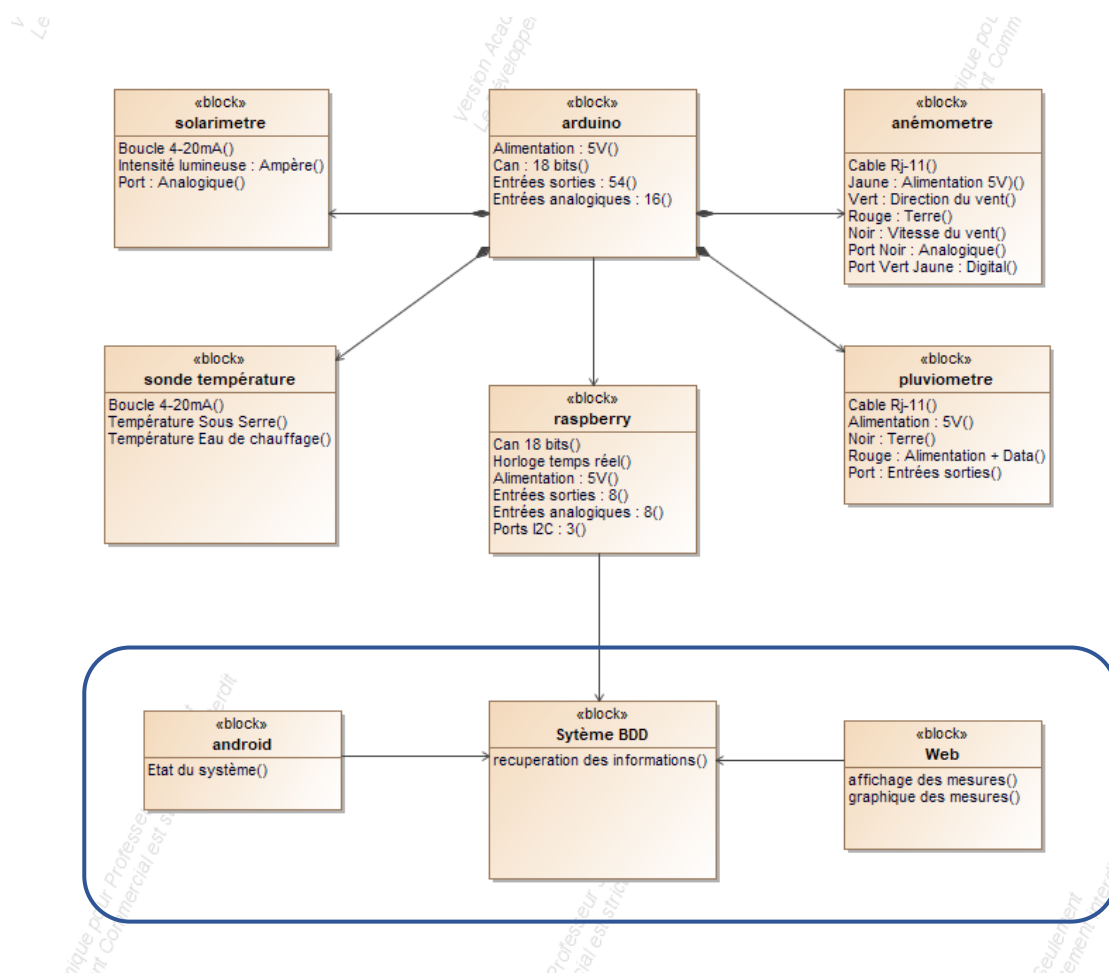 «block»
solarimetre
Boucle 4-20mA()
Intensité lumineuse : Ampère()
Port : Analogique()
«block»
arduino
Alimentation : 5V()
Can : 18 bits()
Entrées sorties : 54()
Entrées analogiques : 16()
«block»
anémometre
Cable Rj-11()
Jaune : Alimentation 5V)()
Vert : Direction du vent()
Rouge : Terre()
Noir : Vitesse du vent()
Port Noir : Analogique()
Port Vert Jaune : Digital()
«block»
sonde température
Boucle 4-20mA()
Température Sous Serre()
Température Eau de chauffage()
«block»
raspberry
Can 18 bits()
Horloge temps réel()
Alimentation : 5V()
Entrées sorties : 8()
Entrées analogiques : 8()
Ports I2C : 3()
«block»
pluviometre
Cable Rj-11()
Alimentation : 5V()
Noir : Terre()
Rouge : Alimentation + Data()
Port : Entrées sorties()
«block»
android
Etat du système()
«block»
Sytème BDD
recuperation des informations()
«block»
Web
affichage des mesures()
graphique des mesures()